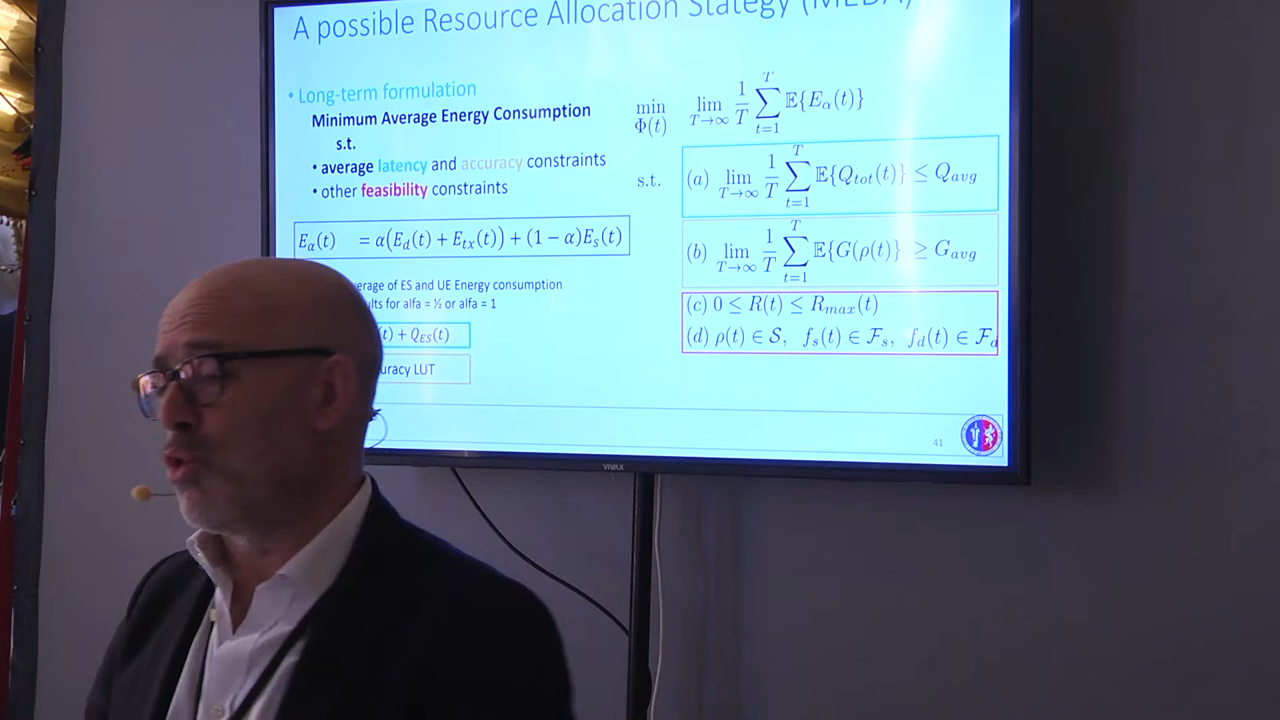 A possible Resource Allocation Stategy (MEDA)
• Long-term formulation
Minimum Average Energy Consumption
s.t.
• average latency and accuracy constraints
• other feasibility constraints
E_α(t) = α(E_d(t) + E_tx(t)) + (1 − α)E_s(t)
erage of ES and UE Energy consumption
ults for alfa = ½ or alfa = 1
(t) + Q_ES(t)
uracy LUT
min Φ(t) lim T→∞ 1/T ∑ t=1 T 𝔼{E_α(t)}
s.t. (a) lim T→∞ 1/T ∑ t=1 T 𝔼{Q_tot(t)} ≤ Q_avg
(b) lim T→∞ 1/T ∑ t=1 T 𝔼{G(ρ(t)} ≥ G_avg
(c) 0 ≤ R(t) ≤ R_max(t)
(d) ρ(t) ∈ 𝒮, f_s(t) ∈ ℱ_s, f_d(t) ∈ ℱ_d
41
VIVAX